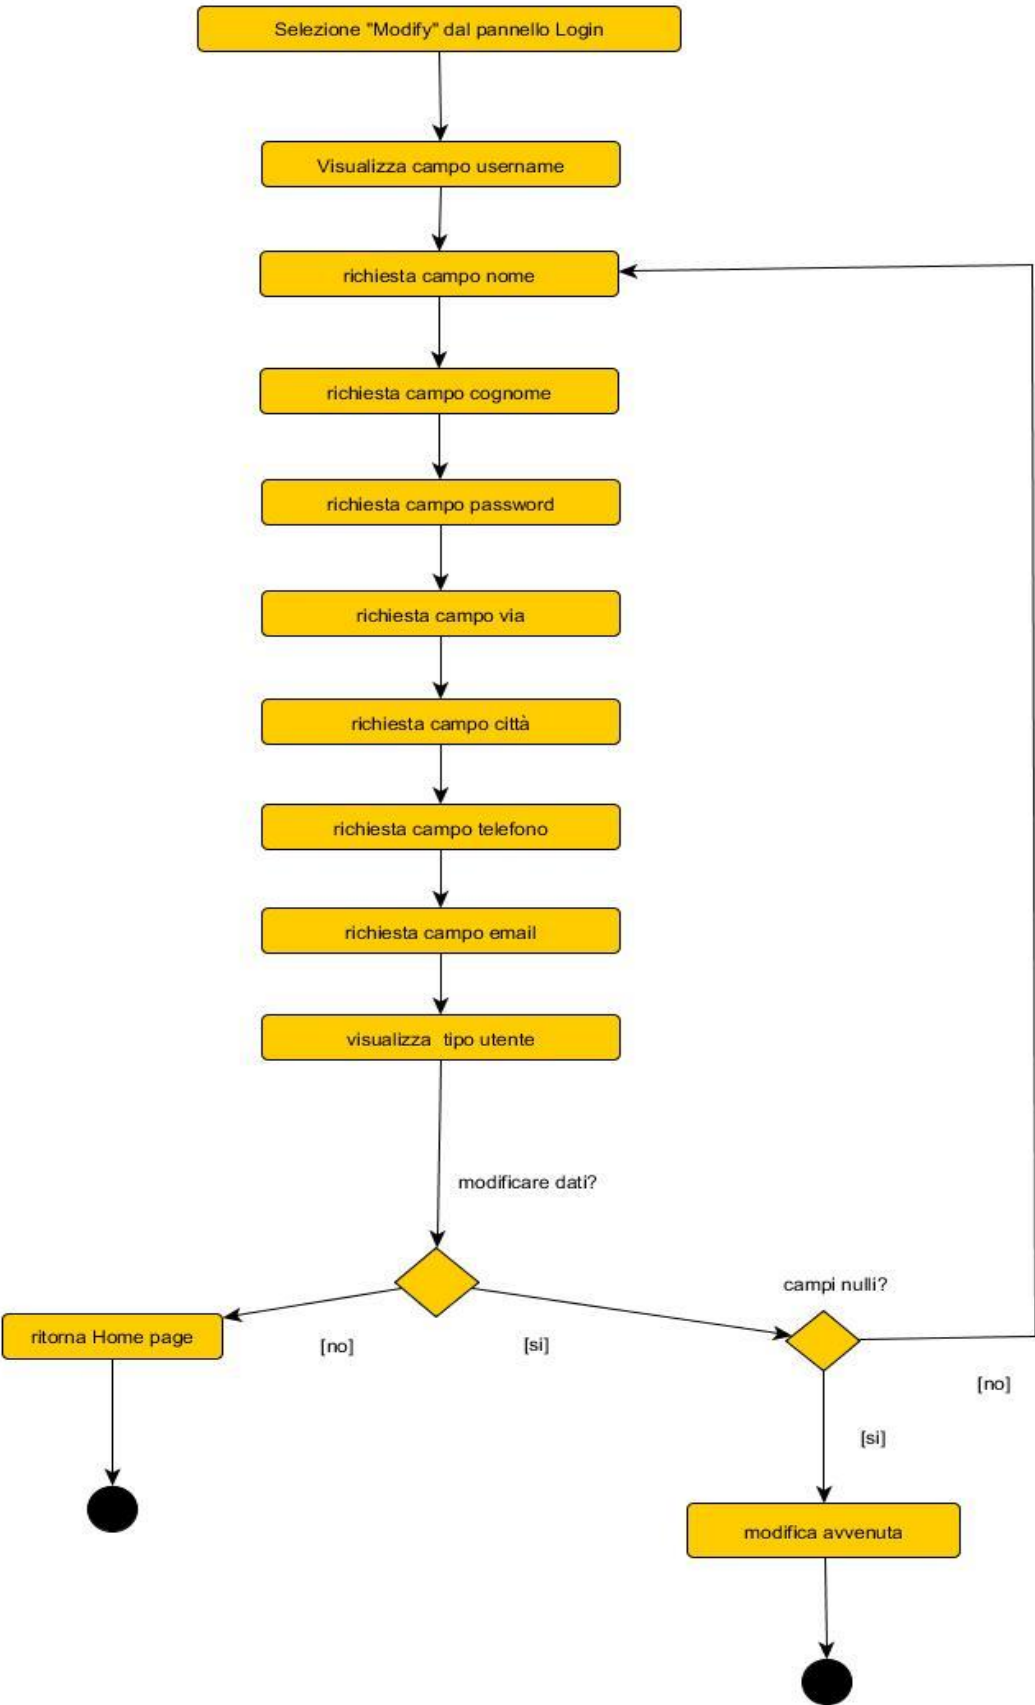 Selezione "Modify" dal pannello Login
Visualizza campo username
richiesta campo nome
richiesta campo cognome
richiesta campo password
richiesta campo via
richiesta campo città
richiesta campo telefono
richiesta campo email
visualizza  tipo utente
modificare dati?
campi nulli?
ritorna Home page
[no]
[si]
[no]
[si]
modifica avvenuta